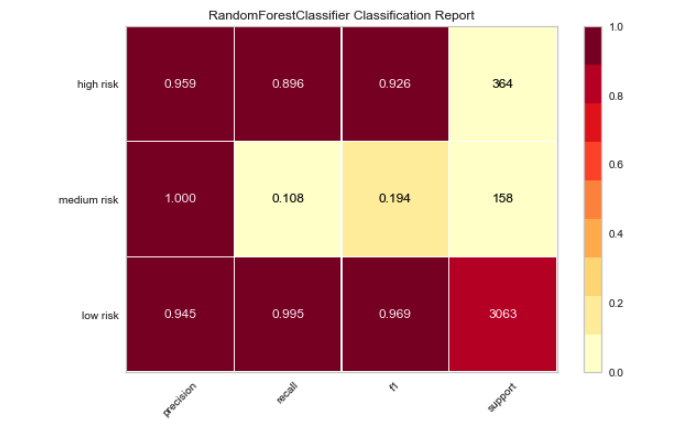 RandomForestClassifier Classification Report
high risk 0.959 0.896 0.926 364
medium risk 1.000 0.108 0.194 158
low risk 0.945 0.995 0.969 3063
precision recall f1 support
1.0
0.8
0.6
0.4
0.2
0.0